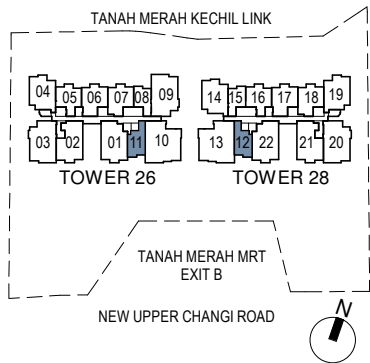 TANAH MERAH KECHIL LINK
04 05 06 07 08 09 14 15 16 17 18 19
03 02 01 11 10 13 12 22 21 20
TOWER 26 TOWER 28
TANAH MERAH MRT
EXIT B
NEW UPPER CHANGI ROAD
N